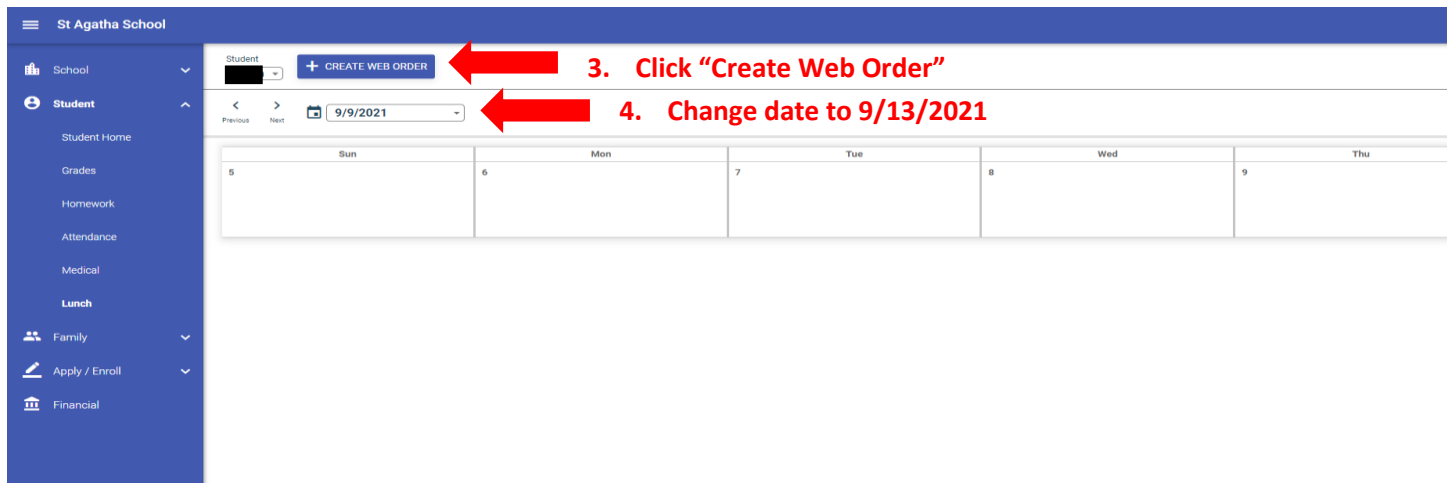 St Agatha School
School
Student
Student Home
Grades
Homework
Attendance
Medical
Lunch
Family
Apply / Enroll
Financial
Student
+ CREATE WEB ORDER
3. Click “Create Web Order”
Previous Next 9/9/2021
4. Change date to 9/13/2021
Sun Mon Tue Wed Thu
5 6 7 8 9